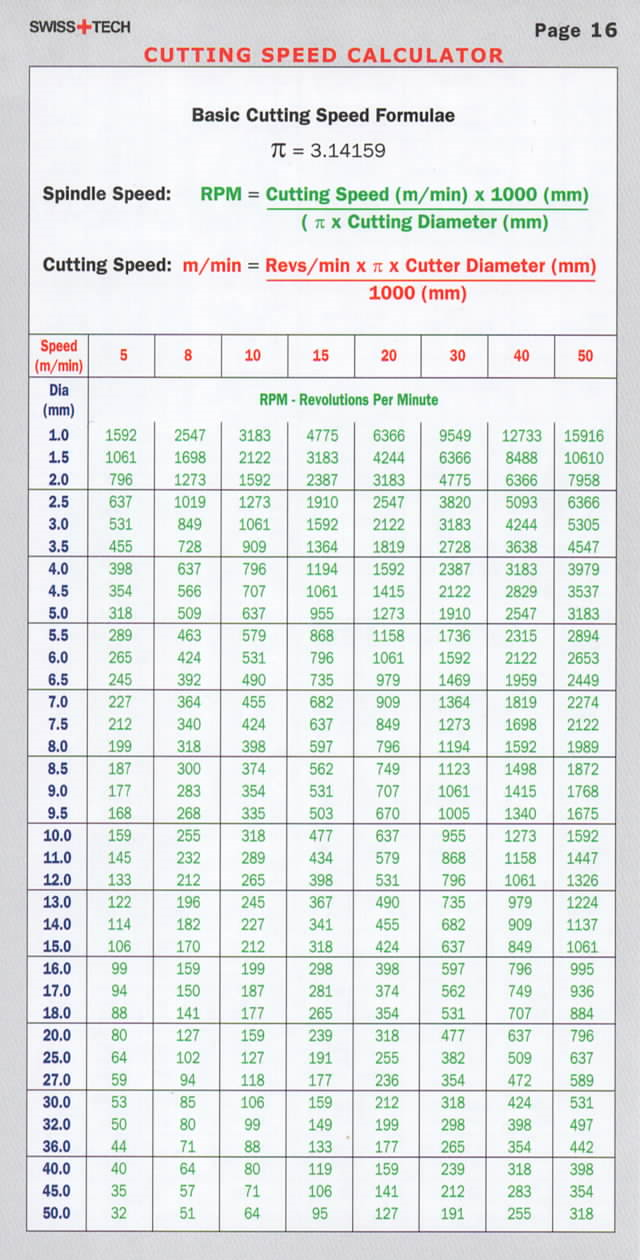 SWISS+TECH
Page 16
CUTTING SPEED CALCULATOR
Basic Cutting Speed Formulae
π = 3.14159
Spindle Speed: RPM = Cutting Speed (m/min) x 1000 (mm)
( π x Cutting Diameter (mm)
Cutting Speed: m/min = Revs/min x π x Cutter Diameter (mm)
1000 (mm)
Speed
(m/min) 5 8 10 15 20 30 40 50
Dia
(mm) RPM - Revolutions Per Minute
1.0 1592 2547 3183 4775 6366 9549 12733 15916
1.5 1061 1698 2122 3183 4244 6366 8488 10610
2.0 796 1273 1592 2387 3183 4775 6366 7958
2.5 637 1019 1273 1910 2547 3820 5093 6366
3.0 531 849 1061 1592 2122 3183 4244 5305
3.5 455 728 909 1364 1819 2728 3638 4547
4.0 398 637 796 1194 1592 2387 3183 3979
4.5 354 566 707 1061 1415 2122 2829 3537
5.0 318 509 637 955 1273 1910 2547 3183
5.5 289 463 579 868 1158 1736 2315 2894
6.0 265 424 531 796 1061 1592 2122 2653
6.5 245 392 490 735 979 1469 1959 2449
7.0 227 364 455 682 909 1364 1819 2274
7.5 212 340 424 637 849 1273 1698 2122
8.0 199 318 398 597 796 1194 1592 1989
8.5 187 300 374 562 749 1123 1498 1872
9.0 177 283 354 531 707 1061 1415 1768
9.5 168 268 335 503 670 1005 1340 1675
10.0 159 255 318 477 637 955 1273 1592
11.0 145 232 289 434 579 868 1158 1447
12.0 133 212 265 398 531 796 1061 1326
13.0 122 196 245 367 490 735 979 1224
14.0 114 182 227 341 455 682 909 1137
15.0 106 170 212 318 424 637 849 1061
16.0 99 159 199 298 398 597 796 995
17.0 94 150 187 281 374 562 749 936
18.0 88 141 177 265 354 531 707 884
20.0 80 127 159 239 318 477 637 796
25.0 64 102 127 191 255 382 509 637
27.0 59 94 118 177 236 354 472 589
30.0 53 85 106 159 212 318 424 531
32.0 50 80 99 149 199 298 398 497
36.0 44 71 88 133 177 265 354 442
40.0 40 64 80 119 159 239 318 398
45.0 35 57 71 106 141 212 283 354
50.0 32 51 64 95 127 191 255 318